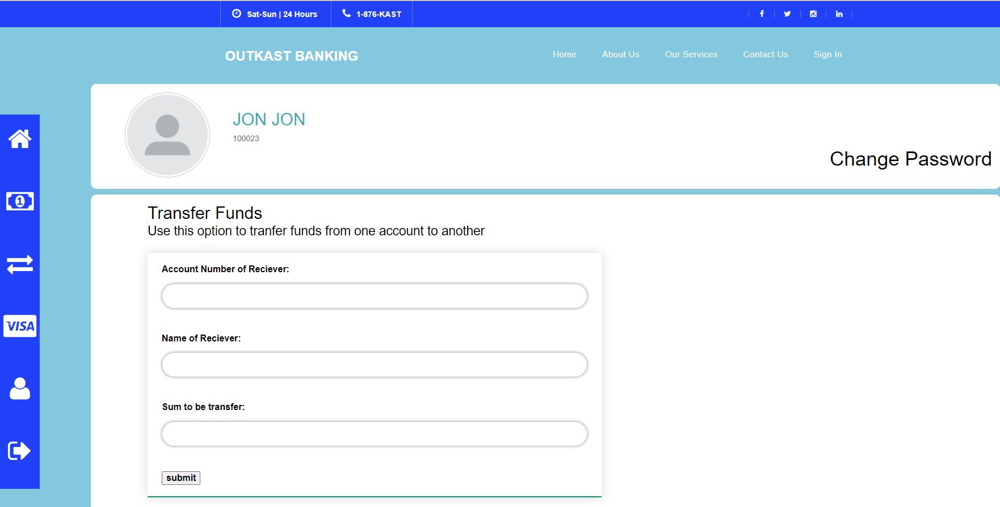 Sat-Sun | 24 Hours
1-876-KAST
OUTKAST BANKING
Home
About Us
Our Services
Contact Us
Sign In
JON JON
100023
Change Password
1
VISA
Transfer Funds
Use this option to tranfer funds from one account to another
Account Number of Reciever:
Name of Reciever:
Sum to be transfer:
submit